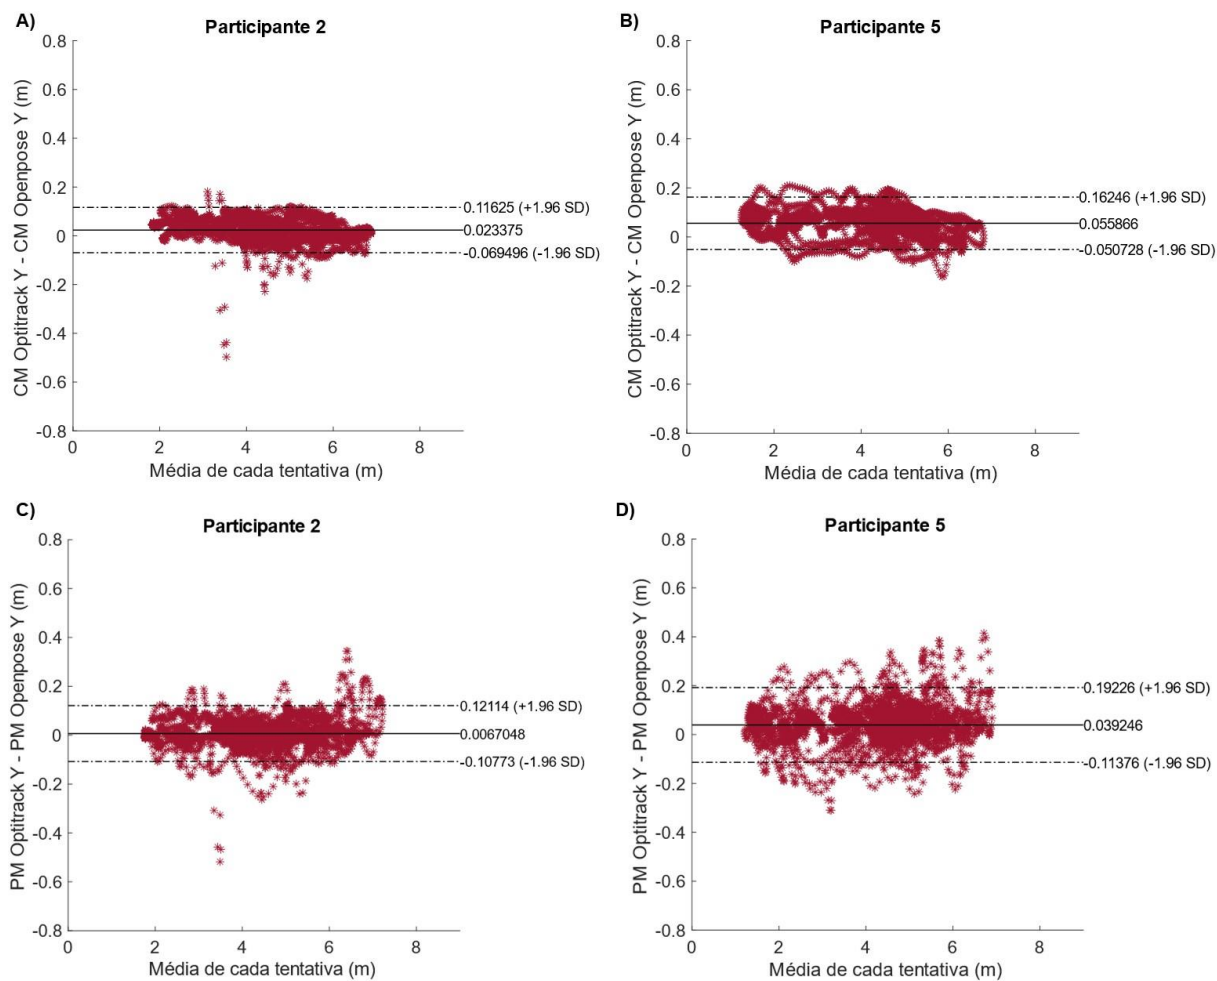 A)
Participante 2
0.8
0.6
0.4
0.2
0
-0.2
-0.4
-0.6
-0.8
CM Optitrack Y - CM Openpose Y (m)
0.11625 (+1.96 SD)
0.023375
-0.069496 (-1.96 SD)
0 2 4 6 8
Média de cada tentativa (m)
B)
Participante 5
0.8
0.6
0.4
0.2
0
-0.2
-0.4
-0.6
-0.8
CM Optitrack Y - CM Openpose Y (m)
0.16246 (+1.96 SD)
0.055866
-0.050728 (-1.96 SD)
0 2 4 6 8
Média de cada tentativa (m)
C)
Participante 2
0.8
0.6
0.4
0.2
0
-0.2
-0.4
-0.6
-0.8
PM Optitrack Y - PM Openpose Y (m)
0.12114 (+1.96 SD)
0.0067048
-0.10773 (-1.96 SD)
0 2 4 6 8
Média de cada tentativa (m)
D)
Participante 5
0.8
0.6
0.4
0.2
0
-0.2
-0.4
-0.6
-0.8
PM Optitrack Y - PM Openpose Y (m)
0.19226 (+1.96 SD)
0.039246
-0.11376 (-1.96 SD)
0 2 4 6 8
Média de cada tentativa (m)